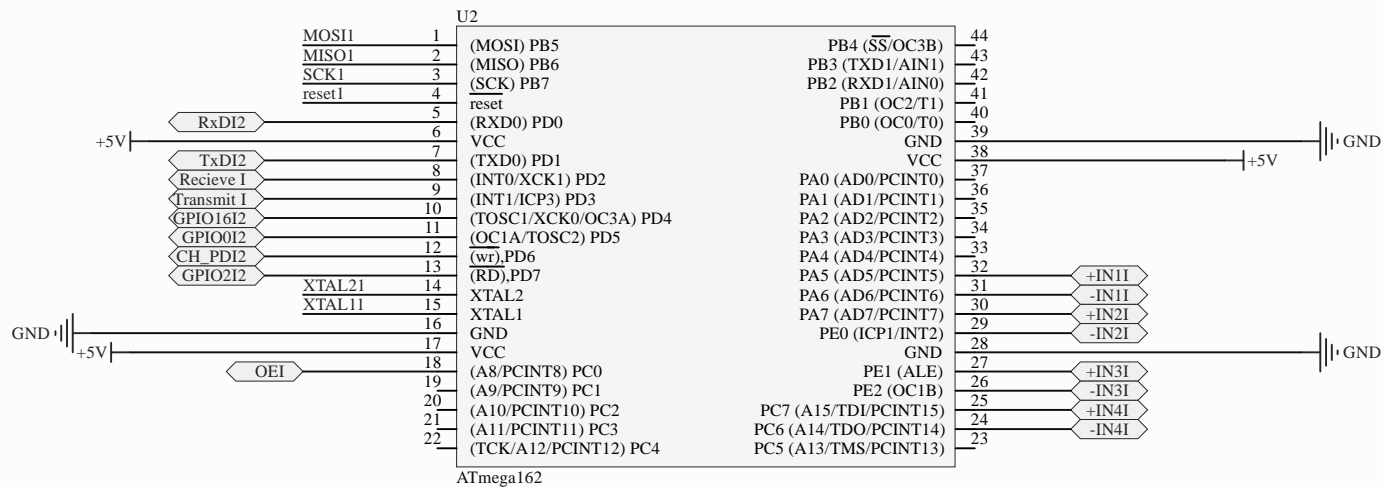 U2
MOSI1 1 (MOSI) PB5 PB4 (SS/OC3B) 44
MISO1 2 (MISO) PB6 PB3 (TXD1/AIN1) 43
SCK1 3 (SCK) PB7 PB2 (RXD1/AIN0) 42
reset1 4 reset PB1 (OC2/T1) 41
RxDI2 5 (RXD0) PD0 PB0 (OC0/T0) 40
+5V 6 VCC GND 39 GND
TxDI2 7 (TXD0) PD1 VCC 38 +5V
Recieve I 8 (INT0/XCK1) PD2 PA0 (AD0/PCINT0) 37
Transmit I 9 (INT1/ICP3) PD3 PA1 (AD1/PCINT1) 36
GPIO16I2 10 (TOSC1/XCK0/OC3A) PD4 PA2 (AD2/PCINT2) 35
GPIO0I2 11 (OC1A/TOSC2) PD5 PA3 (AD3/PCINT3) 34
CH_PDI2 12 (wr),PD6 PA4 (AD4/PCINT4) 33
GPIO2I2 13 (RD),PD7 PA5 (AD5/PCINT5) 32 +IN1I
XTAL21 14 XTAL2 PA6 (AD6/PCINT6) 31 -IN1I
XTAL11 15 XTAL1 PA7 (AD7/PCINT7) 30 +IN2I
GND 16 GND PE0 (ICP1/INT2) 29 -IN2I
+5V 17 VCC GND 28 GND
OEI 18 (A8/PCINT8) PC0 PE1 (ALE) 27 +IN3I
19 (A9/PCINT9) PC1 PE2 (OC1B) 26 -IN3I
20 (A10/PCINT10) PC2 PC7 (A15/TDI/PCINT15) 25 +IN4I
21 (A11/PCINT11) PC3 PC6 (A14/TDO/PCINT14) 24 -IN4I
22 (TCK/A12/PCINT12) PC4 PC5 (A13/TMS/PCINT13) 23
ATmega162